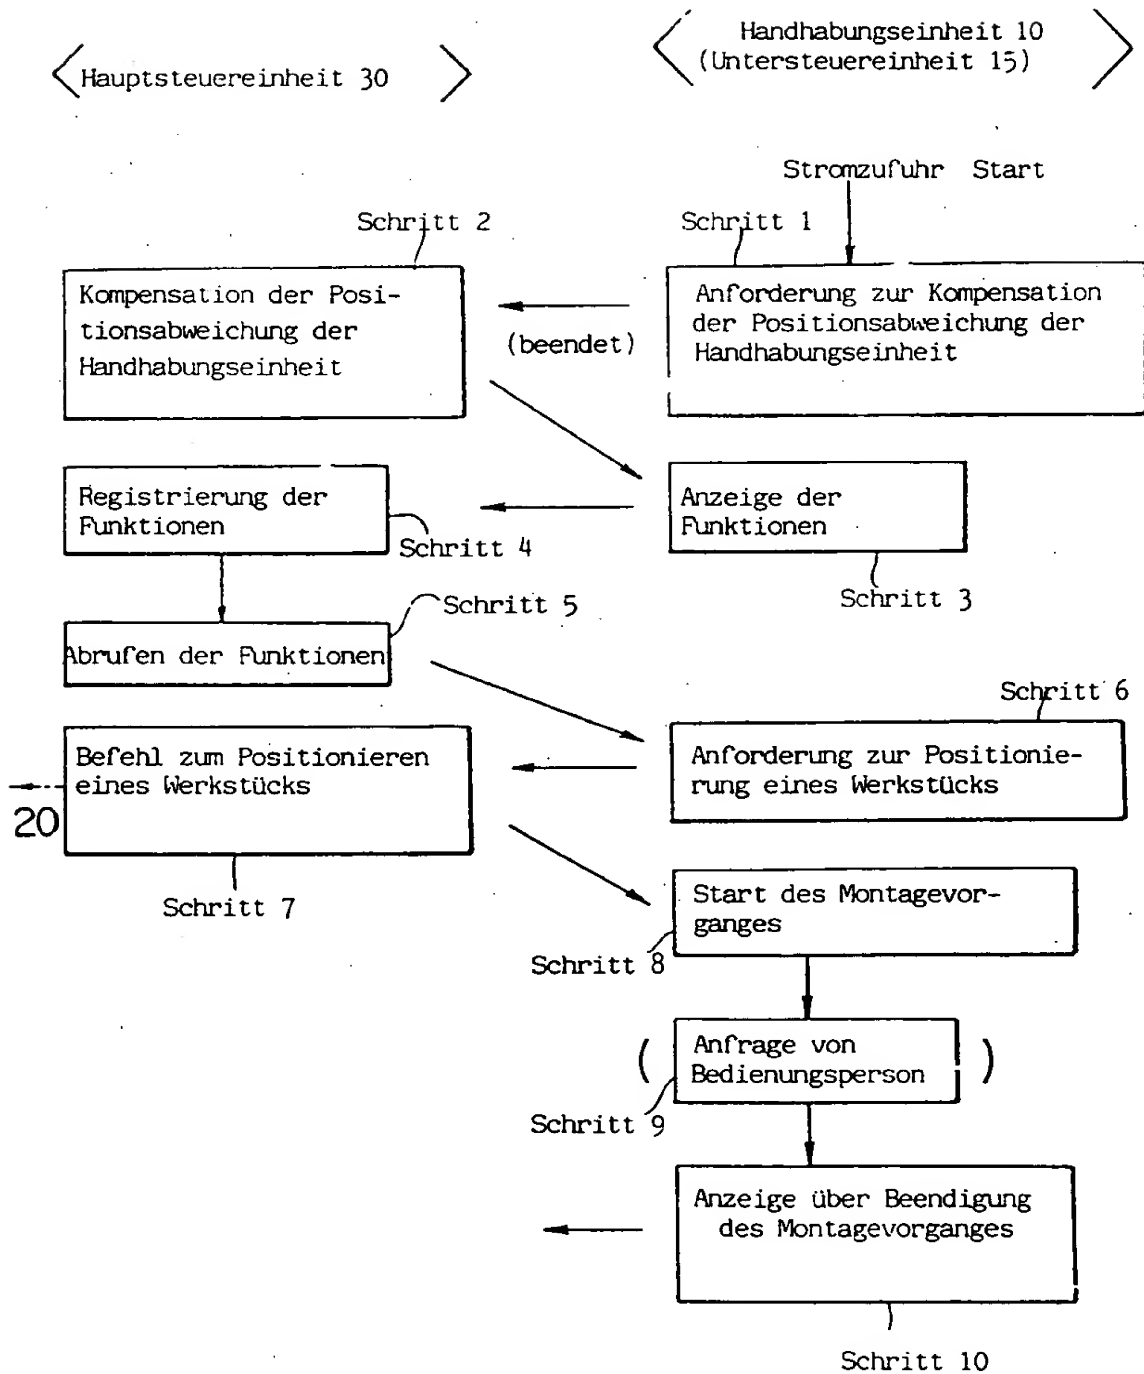 Hauptsteuereinheit 30
Handhabungseinheit 10
(Untersteuereinheit 15)
Stromzufuhr Start
Schritt 2
Schritt 1
Kompensation der Posi-
tionsabweichung der
Handhabungseinheit
(beendet)
Anforderung zur Kompensation
der Positionsabweichung der
Handhabungseinheit
Registrierung der
Funktionen
Schritt 4
Anzeige der
Funktionen
Schritt 3
Schritt 5
Abrufen der Funktionen
Schritt 6
Befehl zum Positionieren
eines Werkstücks
20
Schritt 7
Anforderung zur Positionie-
rung eines Werkstücks
Start des Montagevor-
ganges
Schritt 8
( Anfrage von
Bedienungsperson )
Schritt 9
Anzeige über Beendigung
des Montagevorganges
Schritt 10